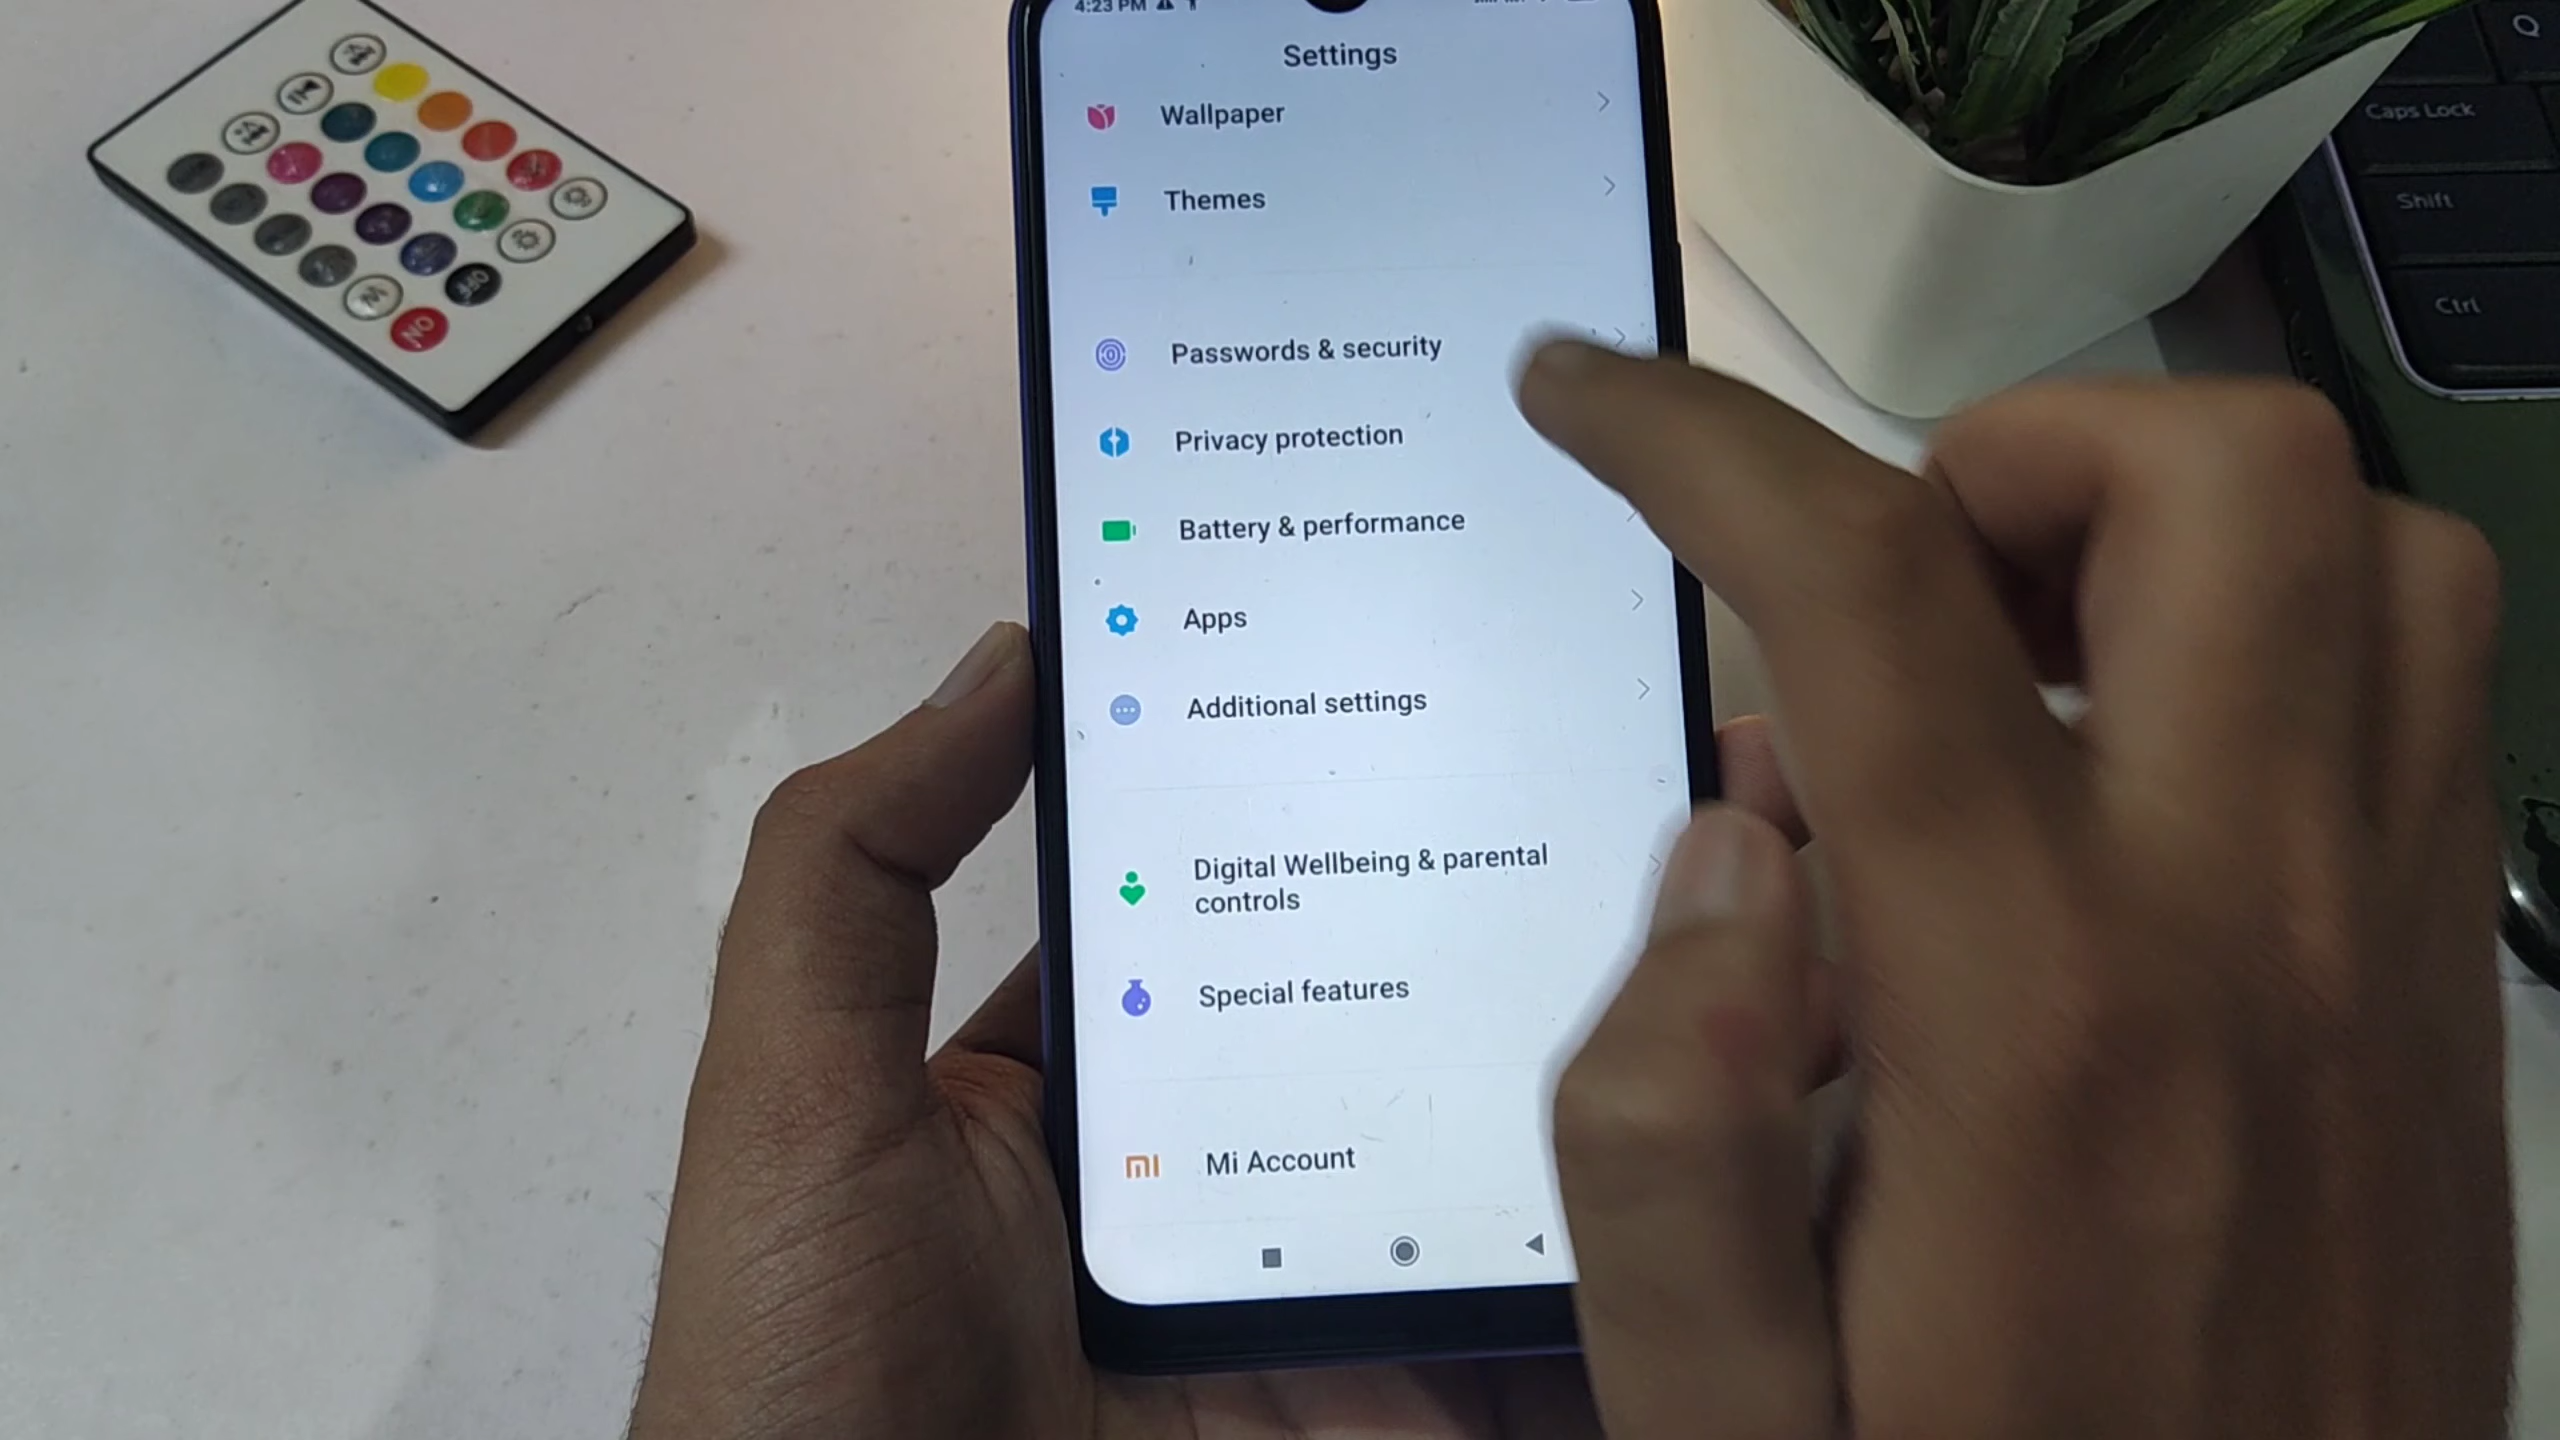 4:23 PM
Settings
Wallpaper
Themes
Passwords & security
Privacy protection
Battery & performance
Apps
Additional settings
Digital Wellbeing & parental
controls
Special features
Mi Account
OFF
ON
Q
Caps Lock
Shift
Ctrl